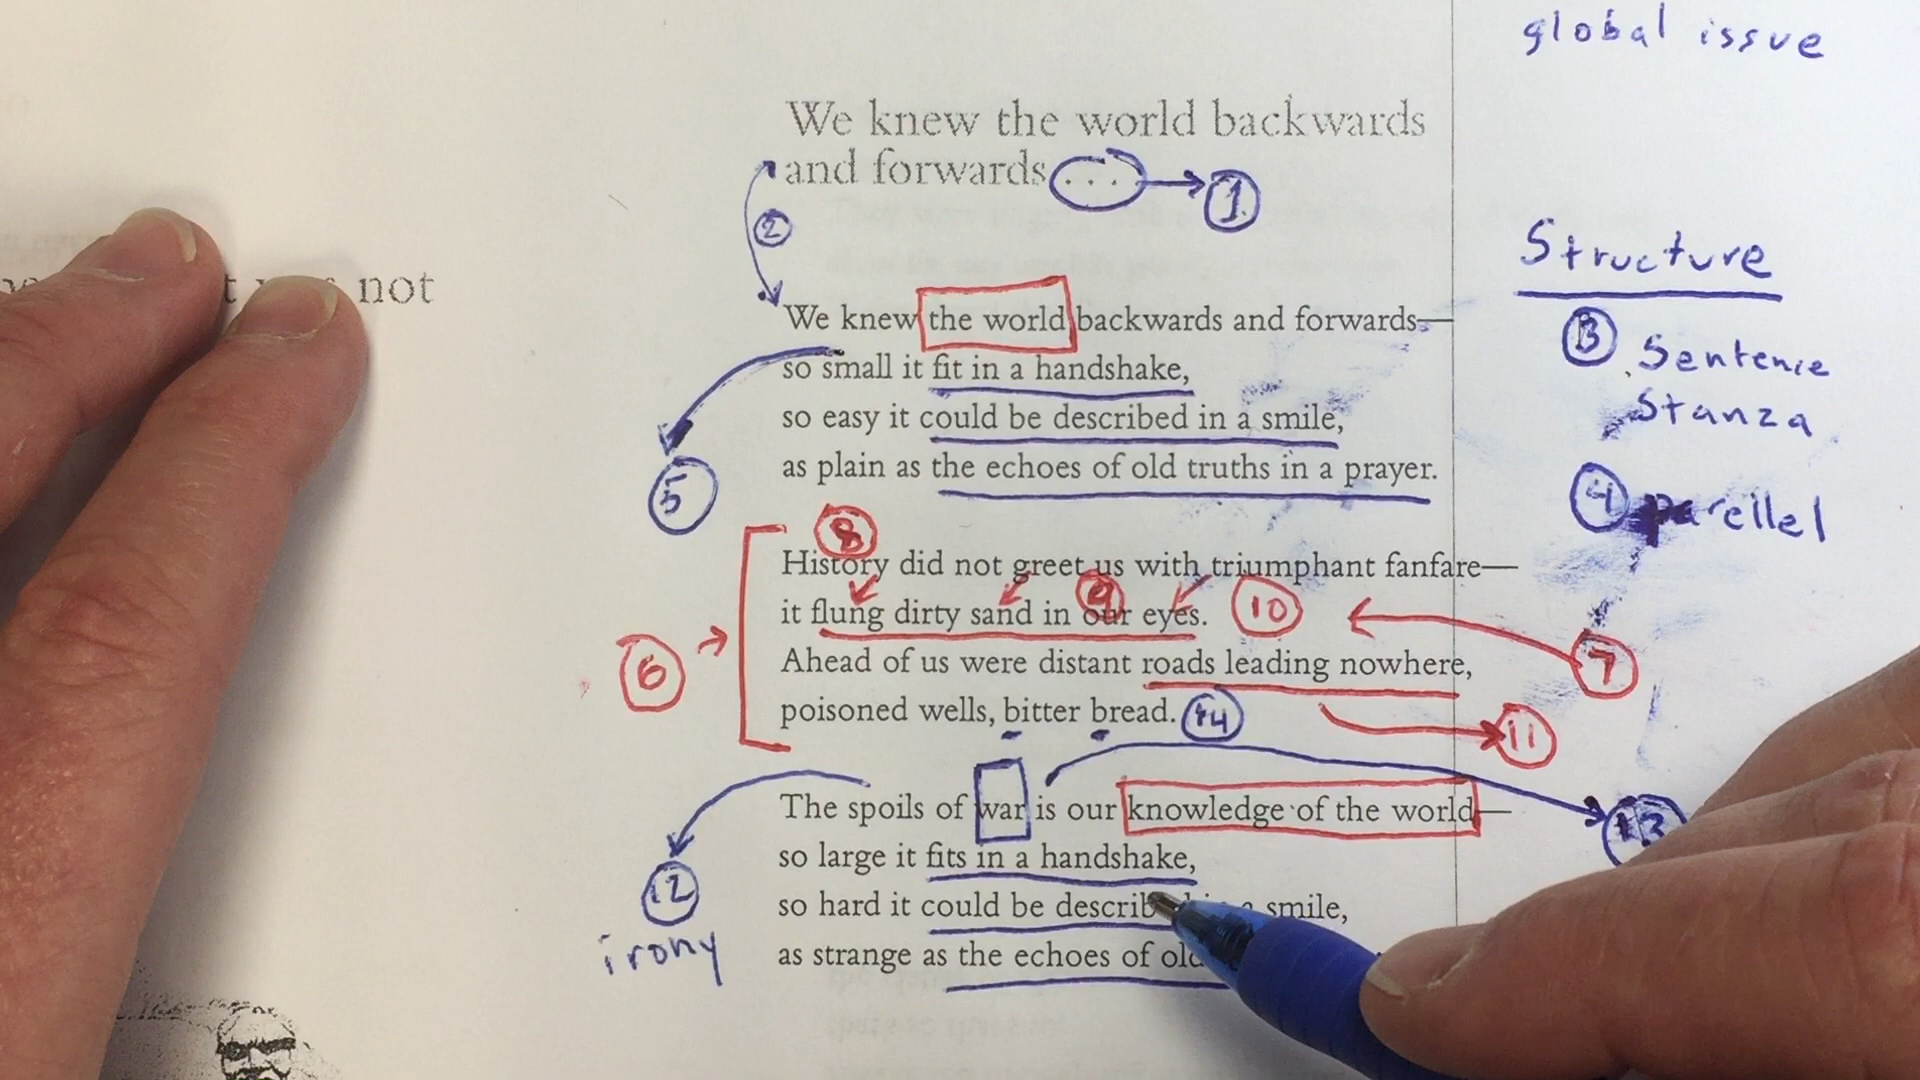 global issue
We knew the world backwards
and forwards... → 1
2
not
We knew the world backwards and forwards—
so small it fit in a handshake,
so easy it could be described in a smile,
as plain as the echoes of old truths in a prayer.
5
Structure
3 Sentence
Stanza
4 parellel
8
History did not greet us with triumphant fanfare—
it flung dirty sand in our eyes. 10
9
Ahead of us were distant roads leading nowhere,
7
6
poisoned wells, bitter bread. 14
11
The spoils of war is our knowledge of the world—
13
so large it fits in a handshake,
12
so hard it could be smile,
irony
as strange as the echoes of